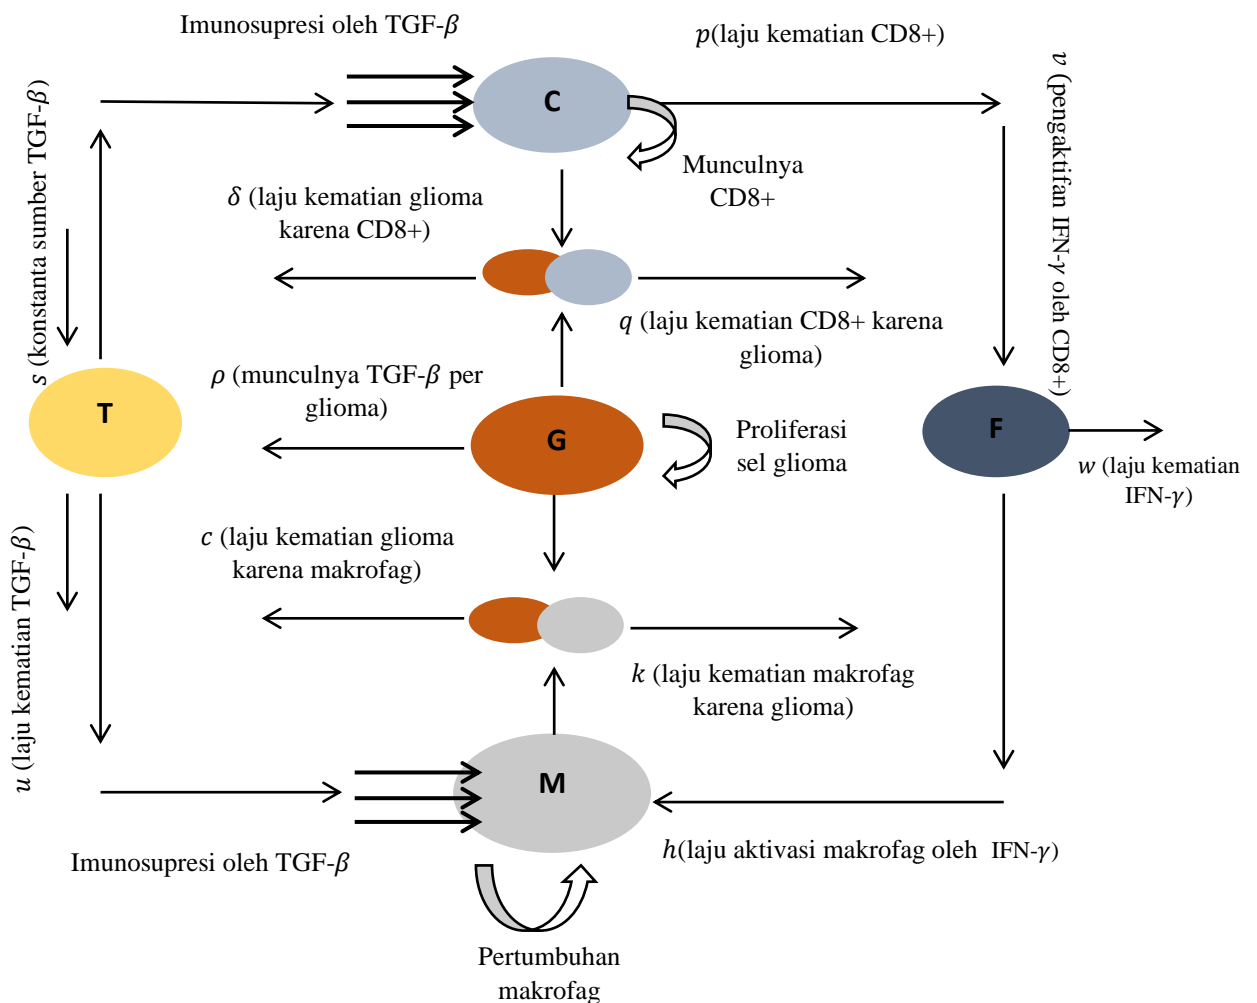 Imunosupresi oleh TGF-β
p(laju kematian CD8+)
C
v (pengaktifan IFN-γ oleh CD8+)
s (konstanta sumber TGF-β)
Munculnya
CD8+
δ (laju kematian glioma
karena CD8+)
q (laju kematian CD8+ karena
glioma)
ρ (munculnya TGF-β per
glioma)
T
G
F
Proliferasi
sel glioma
w (laju kematian
IFN-γ)
c (laju kematian glioma
karena makrofag)
u (laju kematian TGF-β)
k (laju kematian makrofag
karena glioma)
M
Imunosupresi oleh TGF-β
h(laju aktivasi makrofag oleh IFN-γ)
Pertumbuhan
makrofag